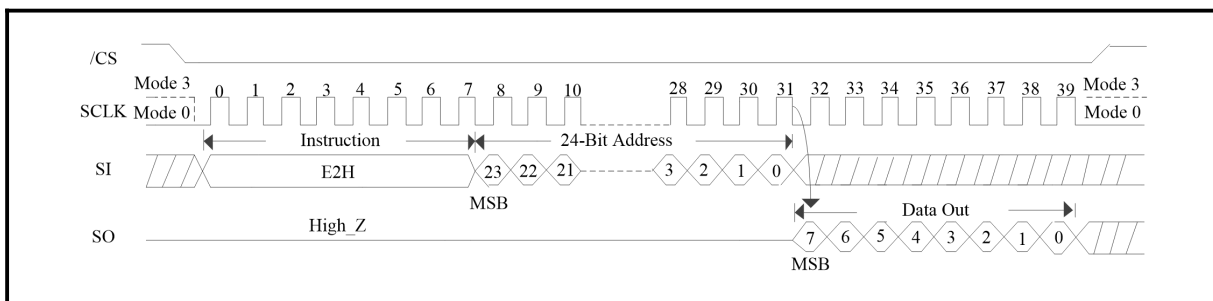 /CS
Mode 3 0 1 2 3 4 5 6 7 8 9 10 28 29 30 31 32 33 34 35 36 37 38 39 Mode 3
SCLK Mode 0 Mode 0
Instruction 24-Bit Address
SI E2H 23 22 21 3 2 1 0
MSB
High_Z Data Out
SO 7 6 5 4 3 2 1 0
MSB